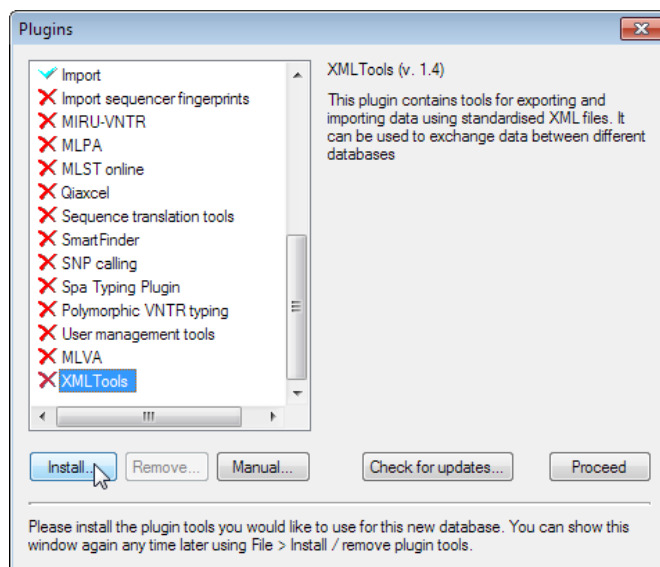 Plugins
Import
Import sequencer fingerprints
MIRU-VNTR
MLPA
MLST online
Qiaxcel
Sequence translation tools
SmartFinder
SNP calling
Spa Typing Plugin
Polymorphic VNTR typing
User management tools
MLVA
XMLTools
XMLTools (v. 1.4)
This plugin contains tools for exporting and
importing data using standardised XML files. It
can be used to exchange data between different
databases
Install...
Remove...
Manual...
Check for updates...
Proceed
Please install the plugin tools you would like to use for this new database. You can show this
window again any time later using File > Install / remove plugin tools.